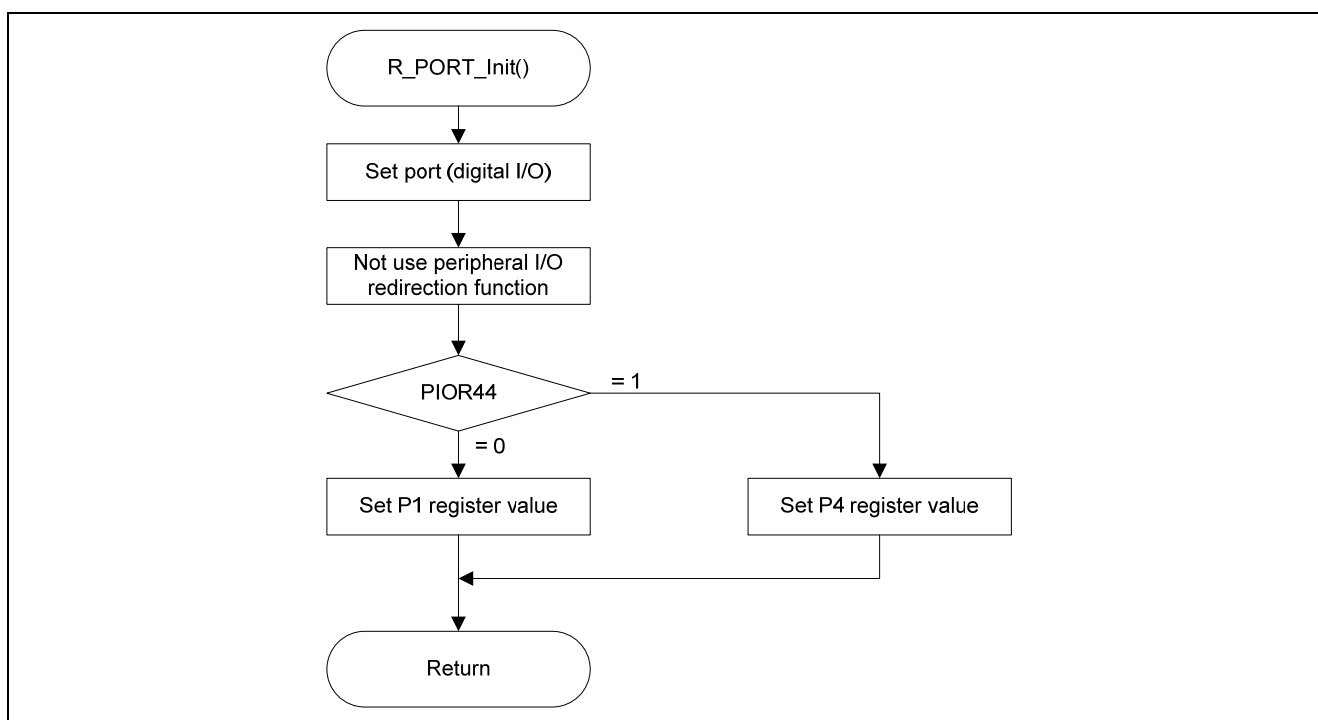 R_PORT_Init()
Set port (digital I/O)
Not use peripheral I/O
redirection function
PIOR44
= 1
= 0
Set P1 register value
Set P4 register value
Return